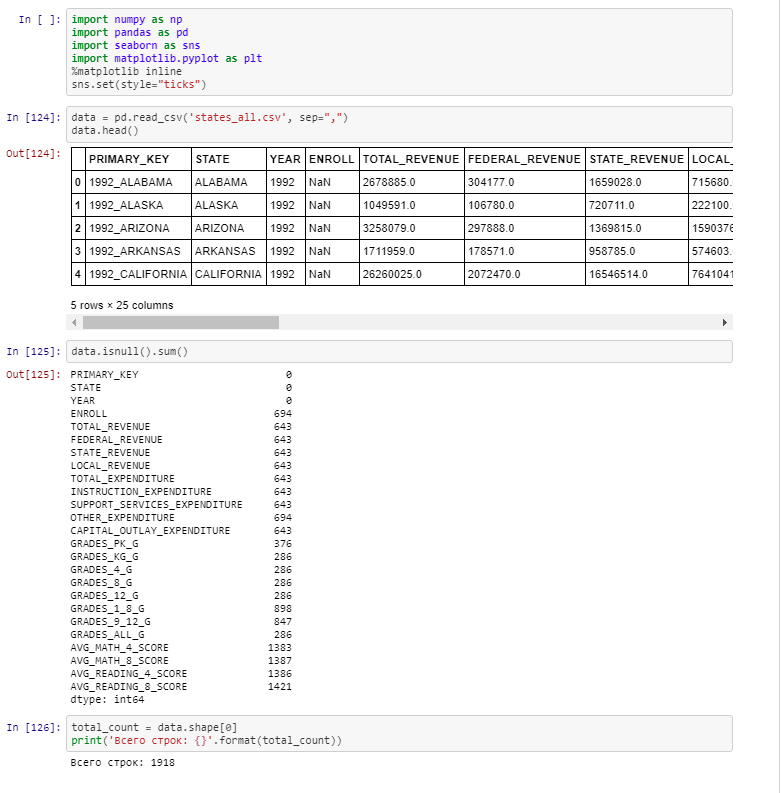 In [ ]: import numpy as np
import pandas as pd
import seaborn as sns
import matplotlib.pyplot as plt
%matplotlib inline
sns.set(style="ticks")
In [124]: data = pd.read_csv('states_all.csv', sep=",")
data.head()
Out[124]: PRIMARY_KEY STATE YEAR ENROLL TOTAL_REVENUE FEDERAL_REVENUE STATE_REVENUE LOCAL_
0 1992_ALABAMA ALABAMA 1992 NaN 2678885.0 304177.0 1659028.0 715680.
1 1992_ALASKA ALASKA 1992 NaN 1049591.0 106780.0 720711.0 222100.
2 1992_ARIZONA ARIZONA 1992 NaN 3258079.0 297888.0 1369815.0 1590376
3 1992_ARKANSAS ARKANSAS 1992 NaN 1711959.0 178571.0 958785.0 574603.
4 1992_CALIFORNIA CALIFORNIA 1992 NaN 26260025.0 2072470.0 16546514.0 7641041
5 rows × 25 columns
In [125]: data.isnull().sum()
Out[125]: PRIMARY_KEY 0
STATE 0
YEAR 0
ENROLL 694
TOTAL_REVENUE 643
FEDERAL_REVENUE 643
STATE_REVENUE 643
LOCAL_REVENUE 643
TOTAL_EXPENDITURE 643
INSTRUCTION_EXPENDITURE 643
SUPPORT_SERVICES_EXPENDITURE 643
OTHER_EXPENDITURE 694
CAPITAL_OUTLAY_EXPENDITURE 643
GRADES_PK_G 376
GRADES_KG_G 286
GRADES_4_G 286
GRADES_8_G 286
GRADES_12_G 286
GRADES_1_8_G 898
GRADES_9_12_G 847
GRADES_ALL_G 286
AVG_MATH_4_SCORE 1383
AVG_MATH_8_SCORE 1387
AVG_READING_4_SCORE 1386
AVG_READING_8_SCORE 1421
dtype: int64
In [126]: total_count = data.shape[0]
print('Всего строк: {}'.format(total_count))
Всего строк: 1918